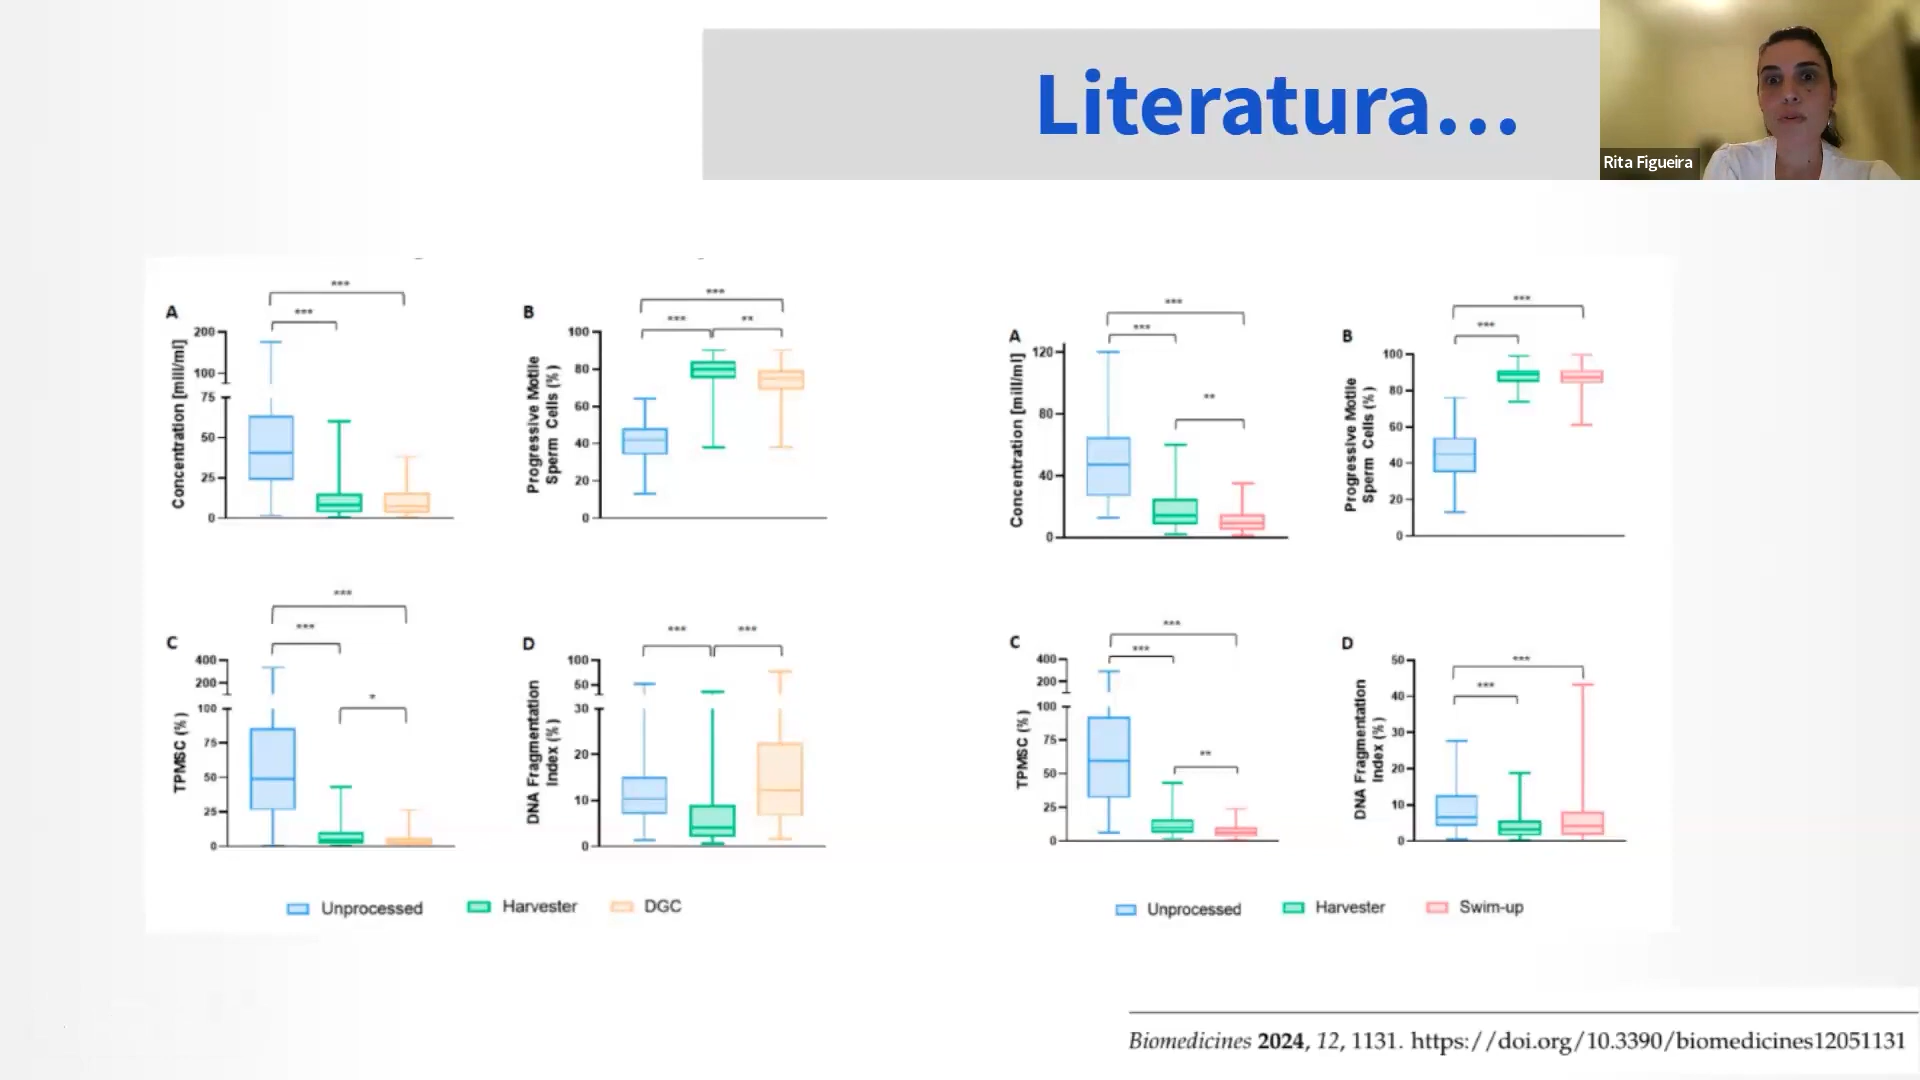 Literatura...
Rita Figueira
***
***
A
200
100
75
50
25
0
Concentration [mill/ml]
***
***
**
B
100
80
60
40
20
0
Progressive Motile
Sperm Cells (%)
***
***
**
A
120
80
40
0
Concentration [mill/ml]
***
***
B
100
80
60
40
20
0
Progressive Motile
Sperm Cells (%)
***
***
*
C
400
200
100
75
50
25
0
TPMSC (%)
***
***
D
100
50
30
20
10
0
DNA Fragmentation
Index (%)
***
***
**
C
400
200
100
75
50
25
0
TPMSC (%)
***
***
D
50
40
30
20
10
0
DNA Fragmentation
Index (%)
Unprocessed Harvester DGC
Unprocessed Harvester Swim-up
Biomedicines 2024, 12, 1131. https://doi.org/10.3390/biomedicines12051131